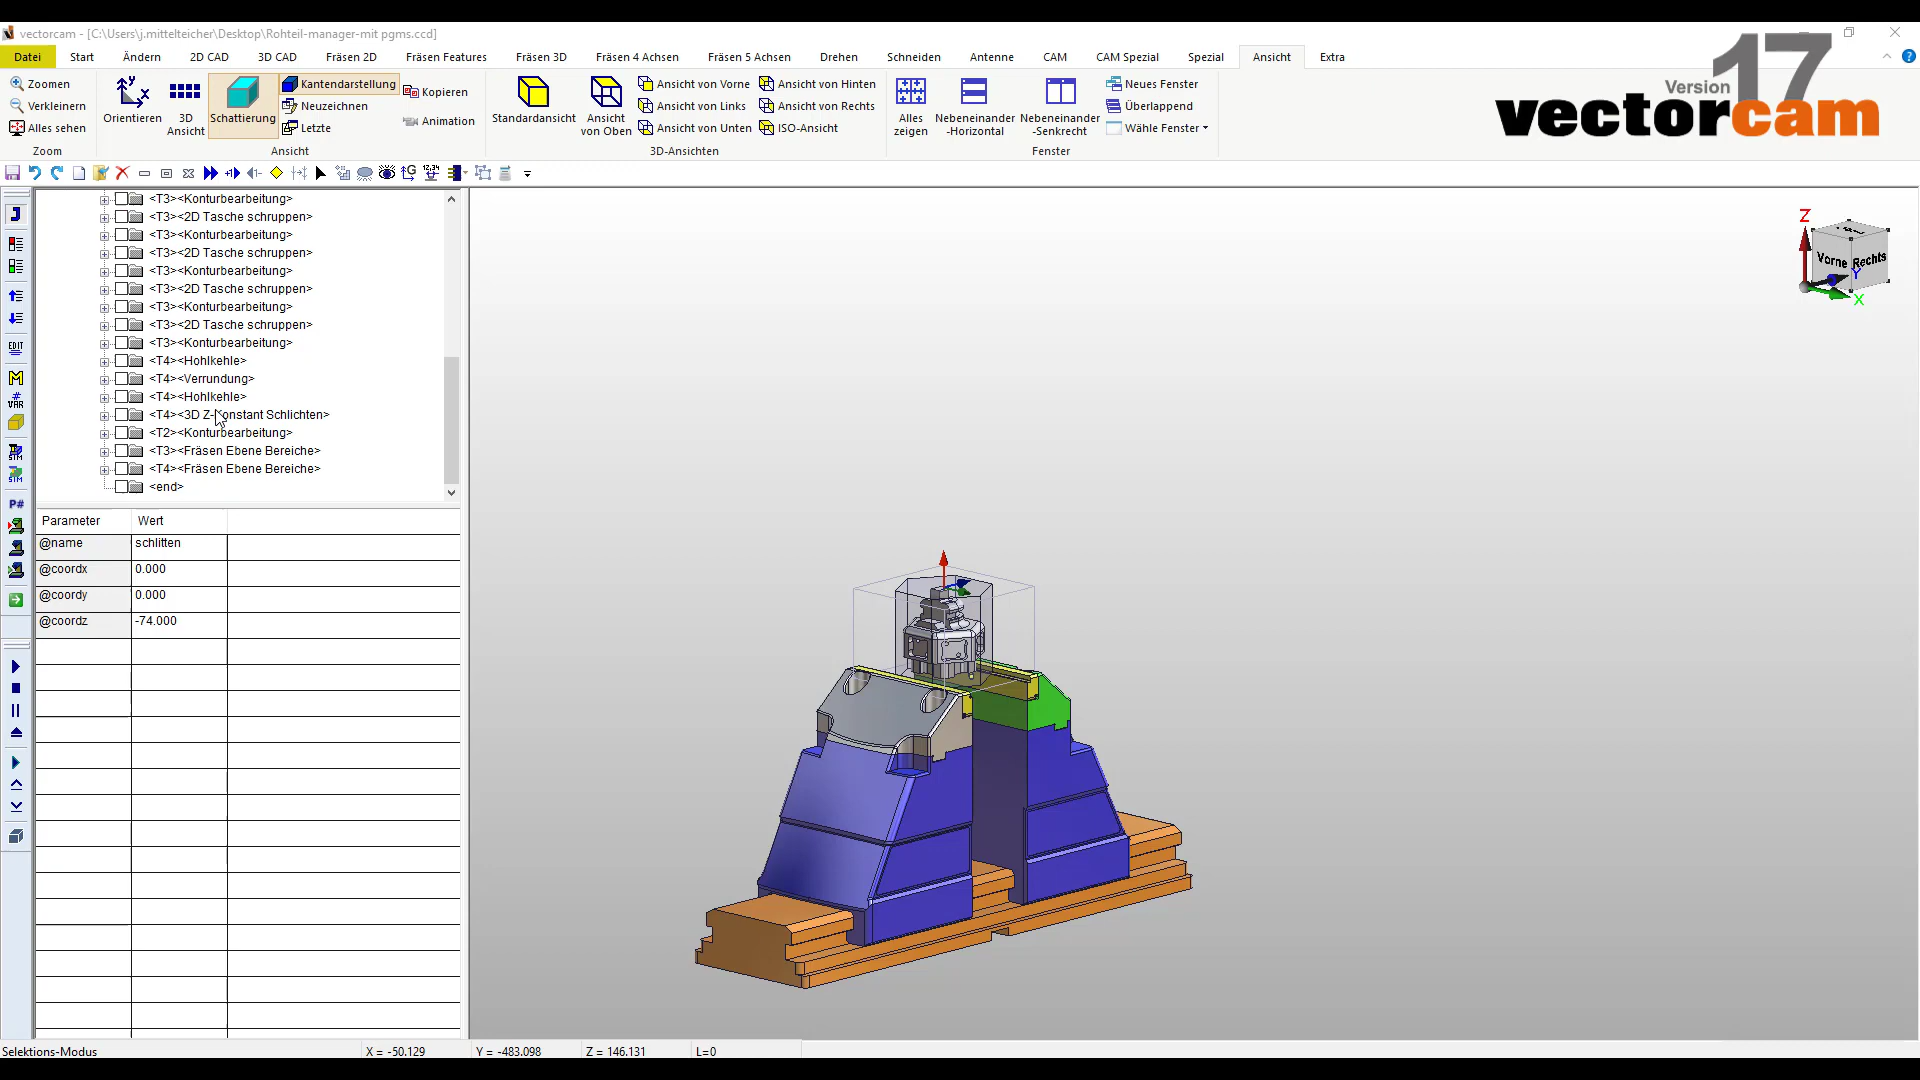 vectorcam - [C:\Users\j.mittelteicher\Desktop\Rohteil-manager-mit pgms.ccd]
Datei Start Ändern 2D CAD 3D CAD Fräsen 2D Fräsen Features Fräsen 3D Fräsen 4 Achsen Fräsen 5 Achsen Drehen Schneiden Antenne CAM CAM Spezial Spezial Ansicht Extra
Zoomen
Verkleinern
Alles sehen
Zoom
Orientieren
3D Ansicht
Schattierung
Kantendarstellung
Neuzeichnen
Letzte
Kopieren
Animation
Ansicht
Standardansicht
Ansicht von Oben
Ansicht von Vorne
Ansicht von Links
Ansicht von Unten
Ansicht von Hinten
Ansicht von Rechts
ISO-Ansicht
3D-Ansichten
Alles zeigen
Nebeneinander -Horizontal
Nebeneinander -Senkrecht
Neues Fenster
Überlappend
Wähle Fenster
Fenster
Version 17
vectorcam
<T3><Konturbearbeitung>
<T3><2D Tasche schruppen>
<T3><Konturbearbeitung>
<T3><2D Tasche schruppen>
<T3><Konturbearbeitung>
<T3><2D Tasche schruppen>
<T3><Konturbearbeitung>
<T3><2D Tasche schruppen>
<T3><Konturbearbeitung>
<T4><Hohlkehle>
<T4><Verrundung>
<T4><Hohlkehle>
<T4><3D Z-Konstant Schlichten>
<T2><Konturbearbeitung>
<T3><Fräsen Ebene Bereiche>
<T4><Fräsen Ebene Bereiche>
<end>
EDIT
M
# VAR
STM
STM
P#
Parameter Wert
@name schlitten
@coordx 0.000
@coordy 0.000
@coordz -74.000
Z
Vorne Rechts
Y
X
Selektions-Modus X = -50.129 Y = -483.098 Z = 146.131 L=0